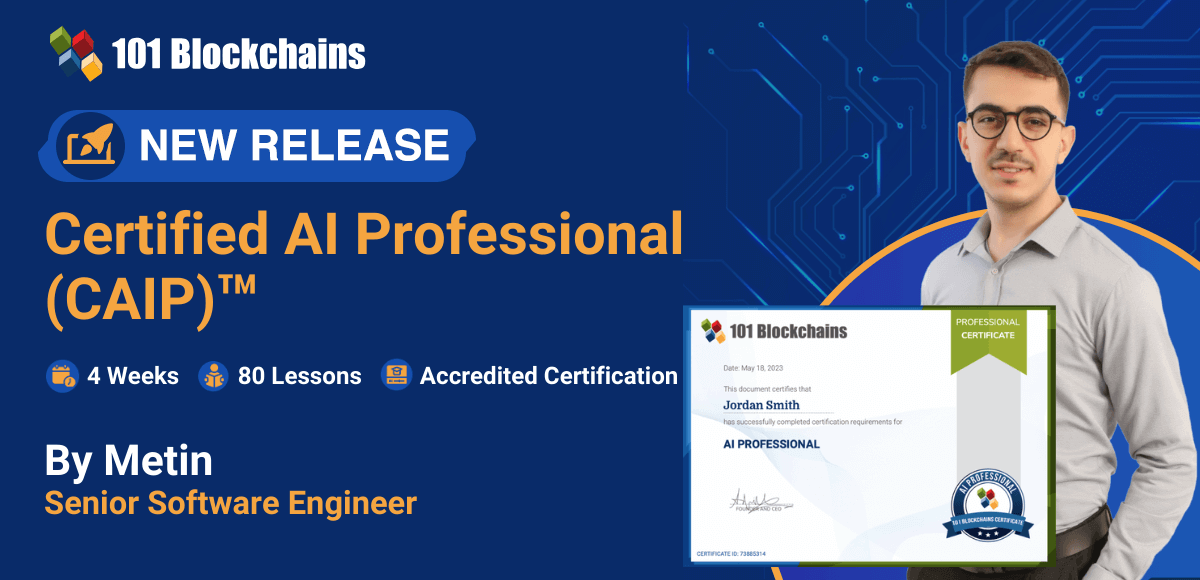 101 Blockchains
NEW RELEASE
Certified AI Professional
(CAIP)™
4 Weeks 80 Lessons Accredited Certification
By Metin
Senior Software Engineer
101 Blockchains
PROFESSIONAL
CERTIFICATE
Date: May 18, 2023
This document certifies that
Jordan Smith
has successfully completed certification requirements for
AI PROFESSIONAL
FOUNDER AND CEO
CERTIFICATE ID: 73885314
AI PROFESSIONAL
101 BLOCKCHAINS CERTIFICATE